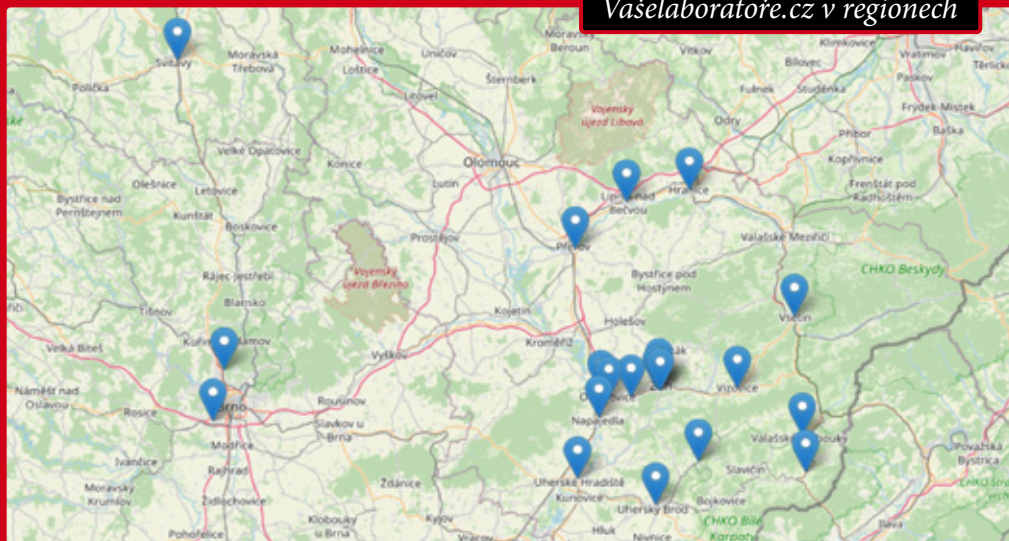 Vašelaboratoře.cz v regionech
Moravský
Beroun
Klimkovice
Havířov
Vratimov
Těrlicko
Mohelnice
Uničov
Vítkov
Bílovec
Paskov
Svitavy
Moravská
Třebová
Loštice
Šternberk
Fulnek
Studénka
Polička
Litovel
Vojenský
újezd Libavá
Frýdek-Místek
Odry
Příbor
Baška
Velké Opatovice
Konice
Olomouc
Kopřivnice
Olešnice
Letovice
Lutín
Hranice
Frenštát pod
Radhoštěm
Bystřice nad
Pernštejnem
Kunštát
Bečvou
Boskovice
Prostějov
Valašské Meziříčí
Rájec-Jestřebí
Vojenský
újezd Březina
Bystřice pod
Hostýnem
CHKO Beskydy
Blansko
Tišnov
Kojetín
Holešov
Vsetín
Velká Bíteš
Vyškov
Kroměříž
Náměšť nad
Oslavou
Rosice
Brno
Rousínov
Vizovice
Slavkov u
Brna
Napajedla
Modřice
Považská
Bystrica
Ivančice
Rajhrad
Slavičín
Moravský
Krumlov
Židlochovice
Ždánice
Uherské Hradiště
Kunovice
Bojkovice
Uherský Brod
Klobouky
u Brna
Kyjov
CHKO Bílé
Karpaty
Ilava
Pohořelice
Vracov
Hluk
Nivnice